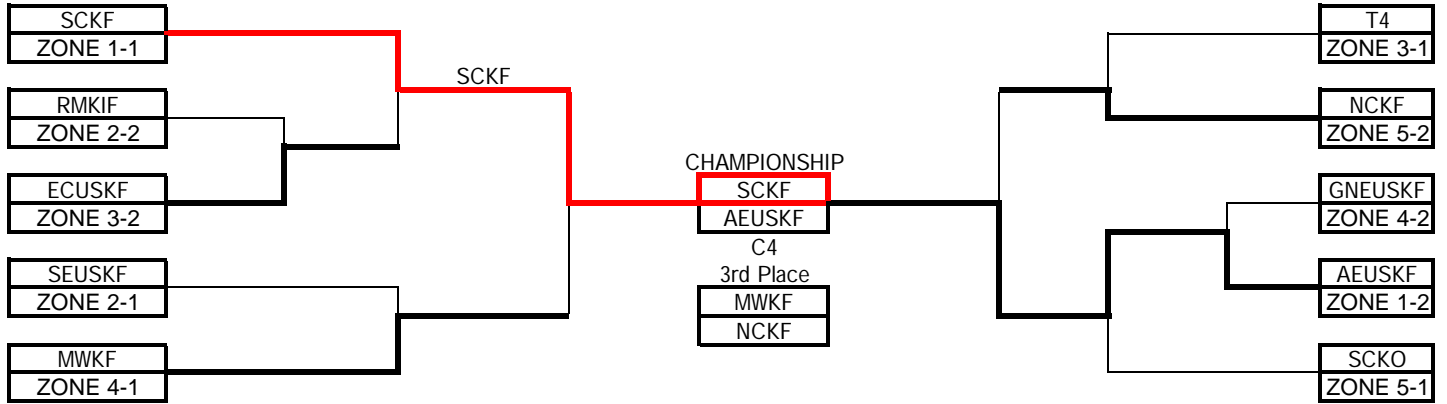 SCKF
ZONE 1-1
RMKIF
ZONE 2-2
ECUSKF
ZONE 3-2
SEUSKF
ZONE 2-1
MWKF
ZONE 4-1
SCKF
CHAMPIONSHIP
SCKF
AEUSKF
C4
3rd Place
MWKF
NCKF
T4
ZONE 3-1
NCKF
ZONE 5-2
GNEUSKF
ZONE 4-2
AEUSKF
ZONE 1-2
SCKO
ZONE 5-1